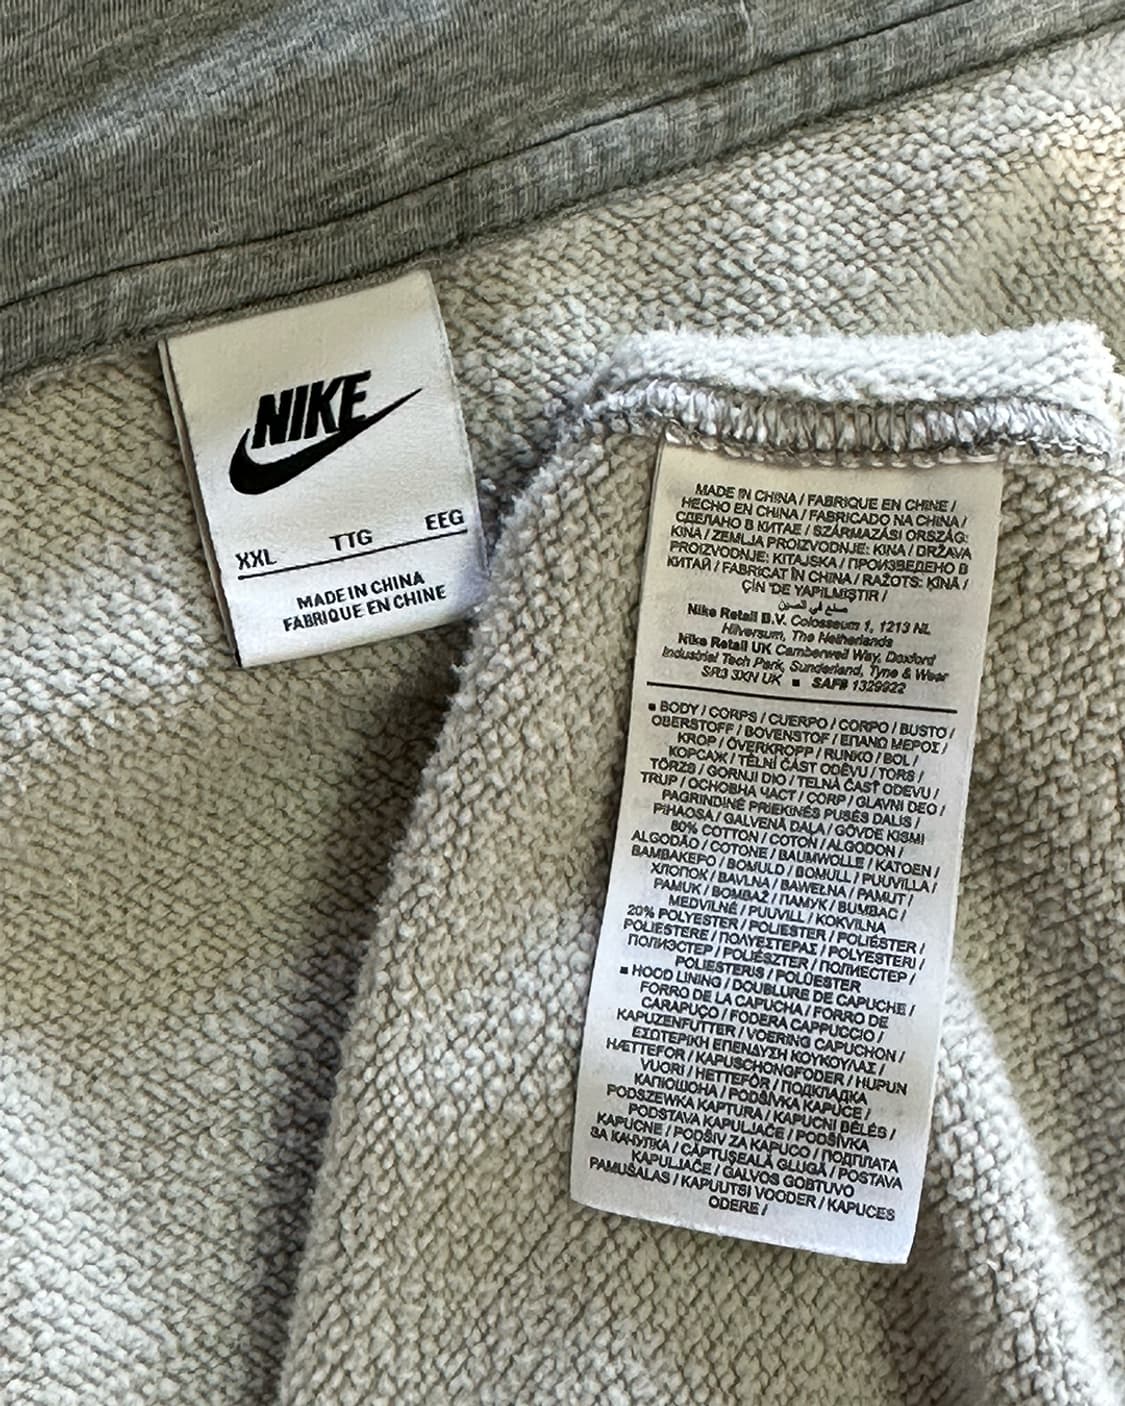 NIKE
XXL TTG EEG
MADE IN CHINA
FABRIQUE EN CHINE
MADE IN CHINA / FABRIQUE EN CHINE /
HECHO EN CHINA / FABRICADO NA CHINA /
СДЕЛАНО В КИТАЕ / SZÁRMAZÁSI ORSZÁG:
KÍNA / ZEMLJA PROIZVODNJE: KINA / DRŽAVA
PROIZVODNJE: KITAJSKA / ПРОИЗВЕДЕНО В
КИТАЙ / FABRICAT ÎN CHINA / RAŽOTS: ĶĪNĀ /
ÇİN 'DE YAPILMIŞTIR /
صنع في الصين
Nike Retail B.V. Colosseum 1, 1213 NL
Hilversum, The Netherlands
Nike Retail UK Camberwell Way, Doxford
Industrial Tech Park, Sunderland, Tyne & Wear
SR3 3XN UK ■ SAF# 1329922
■ BODY / CORPS / CUERPO / CORPO / BUSTO /
OBERSTOFF / BOVENSTOF / ΕΠΑΝΩ ΜΕΡΟΣ /
KROP / ÖVERKROPP / RUNKO / BOL /
КОРСАЖ / TĚLNÍ ČÁST ODĚVU / TORS /
TÖRZS / GORNJI DIO / TELNÁ ČASŤ ODEVU /
TRUP / ОСНОВНА ЧАСТ / CORP / GLAVNI DEO /
PAGRINDINĖ PRIEKINĖS PUSĖS DALIS /
PIHAOSA / GALVENĀ DAĻA / GÖVDE KISMI
80% COTTON / COTON / ALGODÓN /
ALGODÃO / COTONE / BAUMWOLLE / KATOEN /
ΒΑΜΒΑΚΕΡΟ / BOMULD / BOMULL / PUUVILLA /
ХЛОПОК / BAVLNA / BAWEŁNA / PAMUT /
PAMUK / BOMBAŽ / ПАМУК / BUMBAC /
MEDVILNĖ / PUUVILL / KOKVILNA
20% POLYESTER / POLIESTER / POLIÉSTER /
POLIESTERE / ΠΟΛΥΕΣΤΕΡΑΣ / POLYESTERI /
ПОЛИЭСТЕР / POLIÉSZTER / ПОЛИЕСТЕР /
POLIESTERIS / POLÜESTER
■ HOOD LINING / DOUBLURE DE CAPUCHE /
FORRO DE LA CAPUCHA / FORRO DE
CARAPUÇO / FODERA CAPPUCCIO /
KAPUZENFUTTER / VOERING CAPUCHON /
ΕΣΩΤΕΡΙΚΗ ΕΠΕΝΔΥΣΗ ΚΟΥΚΟΥΛΑΣ /
HÆTTEFOR / KAPUSCHONGFODER / HUPUN
VUORI / HETTEFÔR / ПОДКЛАДКА
КАПЮШОНА / PODŠÍVKA KAPUCE /
PODSZEWKA KAPTURA / KAPUCNI BÉLÉS /
PODSTAVA KAPULJAČE / PODŠÍVKA
KAPUCNE / PODŠIV ZA KAPUCO / ПОДПЛАТА
ЗА КАЧУЛКА / CĂPTUŞEALĂ GLUGĂ / POSTAVA
KAPULJAČE / GALVOS GOBTUVO
PAMUŠALAS / KAPUUTSI VOODER / KAPUCES
ODERE /